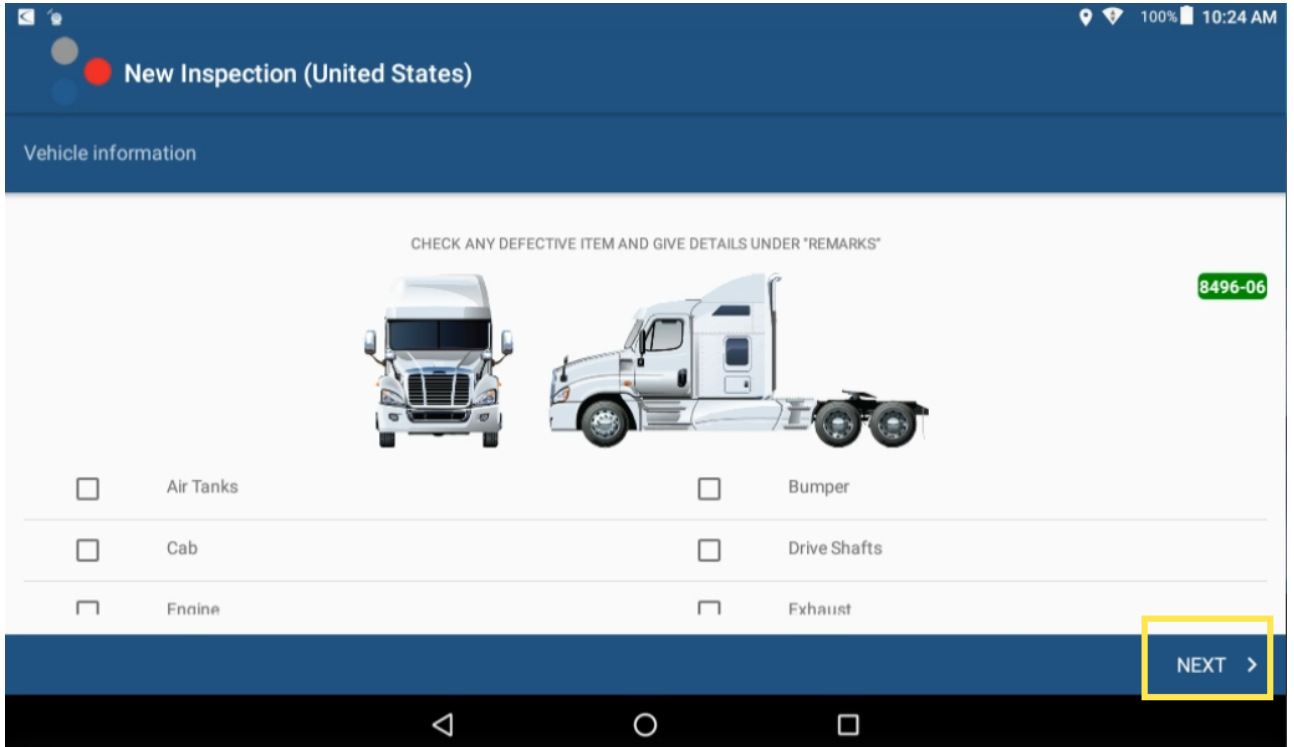 100% 10:24 AM
New Inspection (United States)
Vehicle information
CHECK ANY DEFECTIVE ITEM AND GIVE DETAILS UNDER "REMARKS"
8496-06
Air Tanks
Bumper
Cab
Drive Shafts
Engine
Exhaust
NEXT